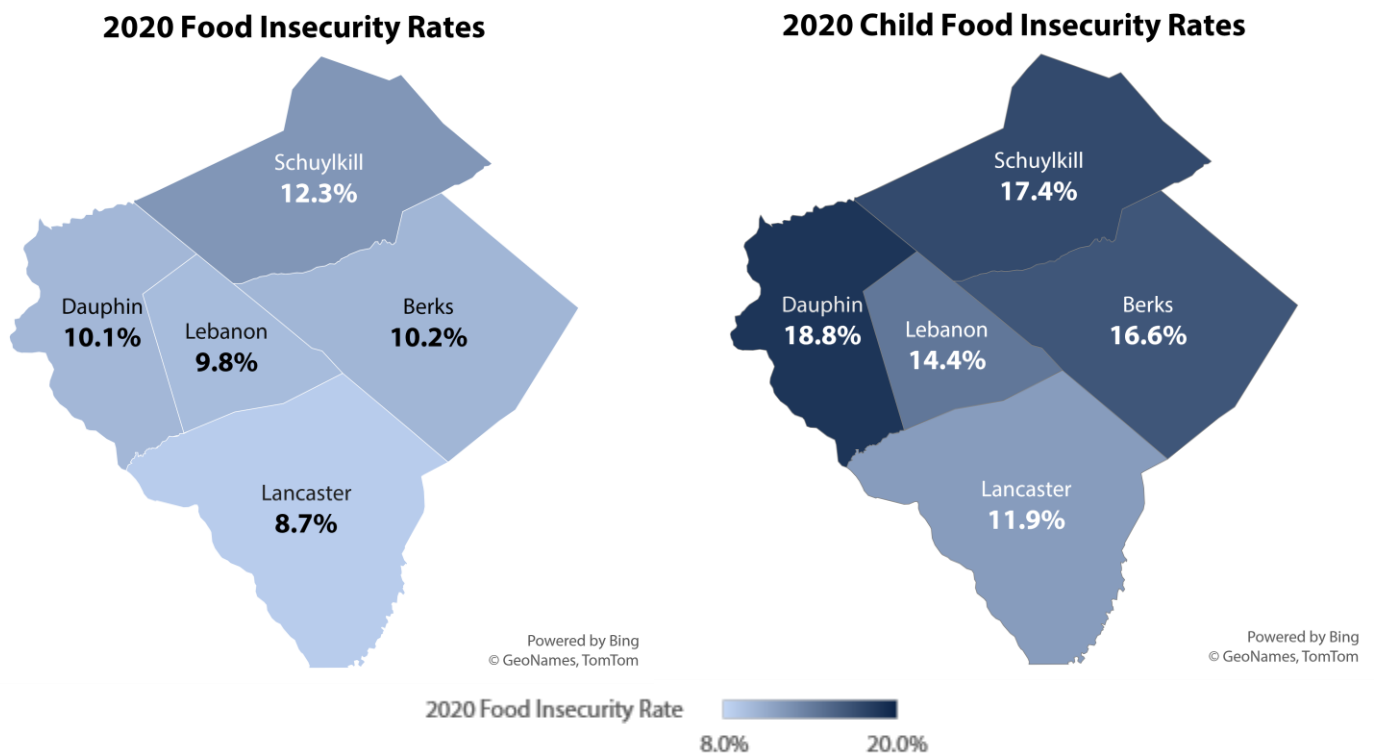 2020 Food Insecurity Rates
Schuylkill
12.3%
Dauphin
10.1%
Lebanon
9.8%
Berks
10.2%
Lancaster
8.7%
Powered by Bing
© GeoNames, TomTom
2020 Child Food Insecurity Rates
Schuylkill
17.4%
Dauphin
18.8%
Lebanon
14.4%
Berks
16.6%
Lancaster
11.9%
Powered by Bing
© GeoNames, TomTom
2020 Food Insecurity Rate
8.0% 20.0%